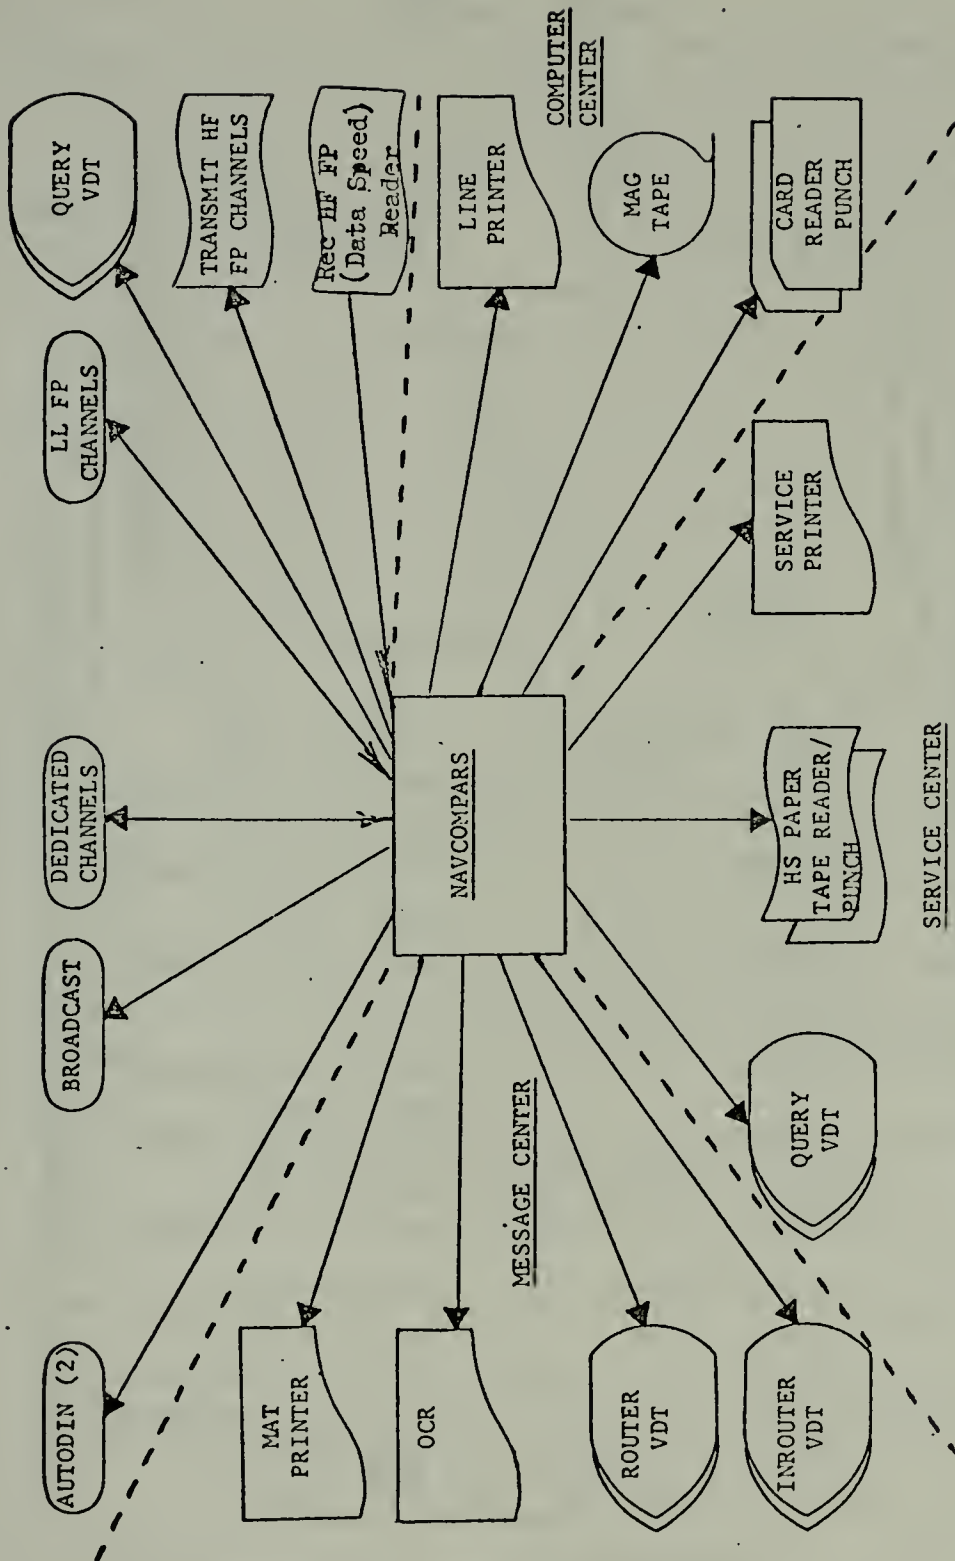 AUTODIN (2)
BROADCAST
DEDICATED
CHANNELS
LL FP
CHANNELS
QUERY
VDT
TRANSMIT HF
FP CHANNELS
Rec HF FP
(Data Speed)
Reader
MAT
PRINTER
OCR
ROUTER
VDT
INROUTER
VDT
MESSAGE CENTER
NAVCOMPARS
LINE
PRINTER
COMPUTER
CENTER
MAG
TAPE
CARD
READER
PUNCH
QUERY
VDT
HS PAPER
TAPE READER/
PUNCH
SERVICE
PRINTER
SERVICE CENTER